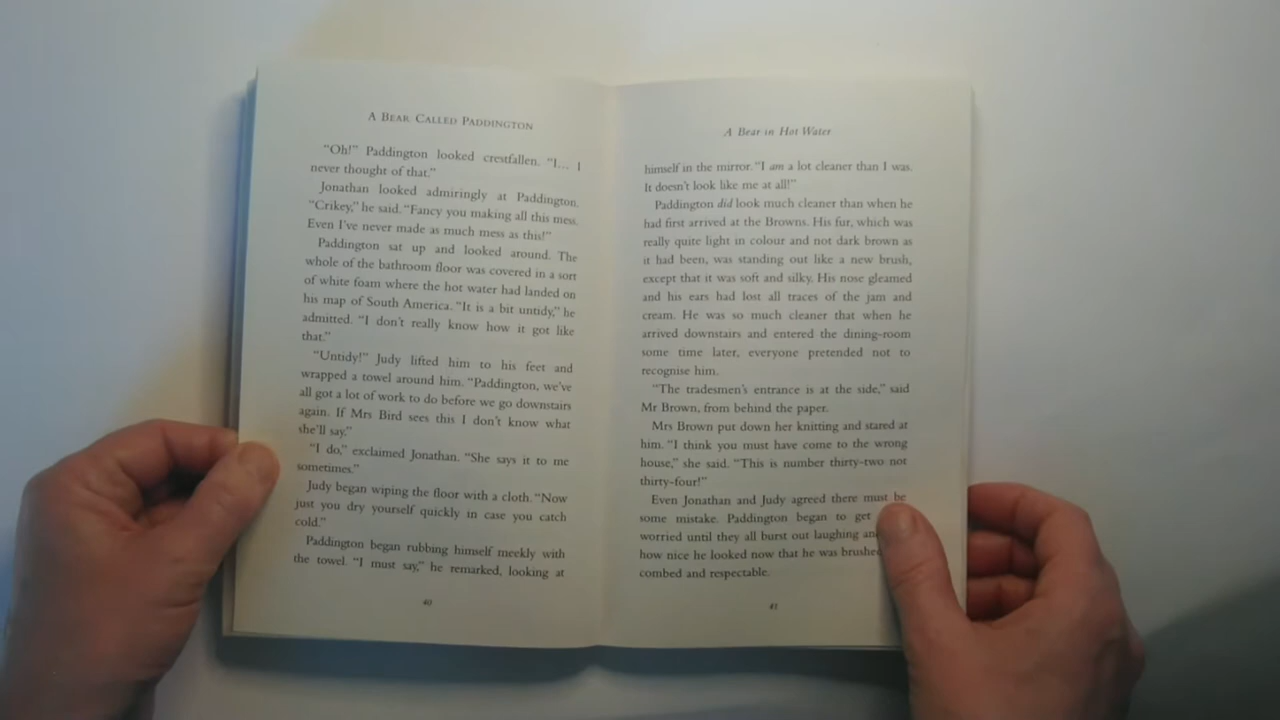 A BEAR CALLED PADDINGTON
“Oh!” Paddington looked crestfallen. “I... I
never thought of that.”
Jonathan looked admiringly at Paddington.
“Crikey,” he said. “Fancy you making all this mess.
Even I’ve never made as much mess as this!”
Paddington sat up and looked around. The
whole of the bathroom floor was covered in a sort
of white foam where the hot water had landed on
his map of South America. “It is a bit untidy,” he
admitted. “I don’t really know how it got like
that.”
“Untidy!” Judy lifted him to his feet and
wrapped a towel around him. “Paddington, we’ve
all got a lot of work to do before we go downstairs
again. If Mrs Bird sees this I don’t know what
she’ll say.”
“I do,” exclaimed Jonathan. “She says it to me
sometimes.”
Judy began wiping the floor with a cloth. “Now
just you dry yourself quickly in case you catch
cold.”
Paddington began rubbing himself meekly with
the towel. “I must say,” he remarked, looking at
40
A Bear in Hot Water
himself in the mirror. “I am a lot cleaner than I was.
It doesn’t look like me at all!”
Paddington did look much cleaner than when he
had first arrived at the Browns. His fur, which was
really quite light in colour and not dark brown as
it had been, was standing out like a new brush,
except that it was soft and silky. His nose gleamed
and his ears had lost all traces of the jam and
cream. He was so much cleaner that when he
arrived downstairs and entered the dining-room
some time later, everyone pretended not to
recognise him.
“The tradesmen’s entrance is at the side,” said
Mr Brown, from behind the paper.
Mrs Brown put down her knitting and stared at
him. “I think you must have come to the wrong
house,” she said. “This is number thirty-two not
thirty-four!”
Even Jonathan and Judy agreed there must be
some mistake. Paddington began to get
worried until they all burst out laughing
how nice he looked now that he was brushed
combed and respectable.
41